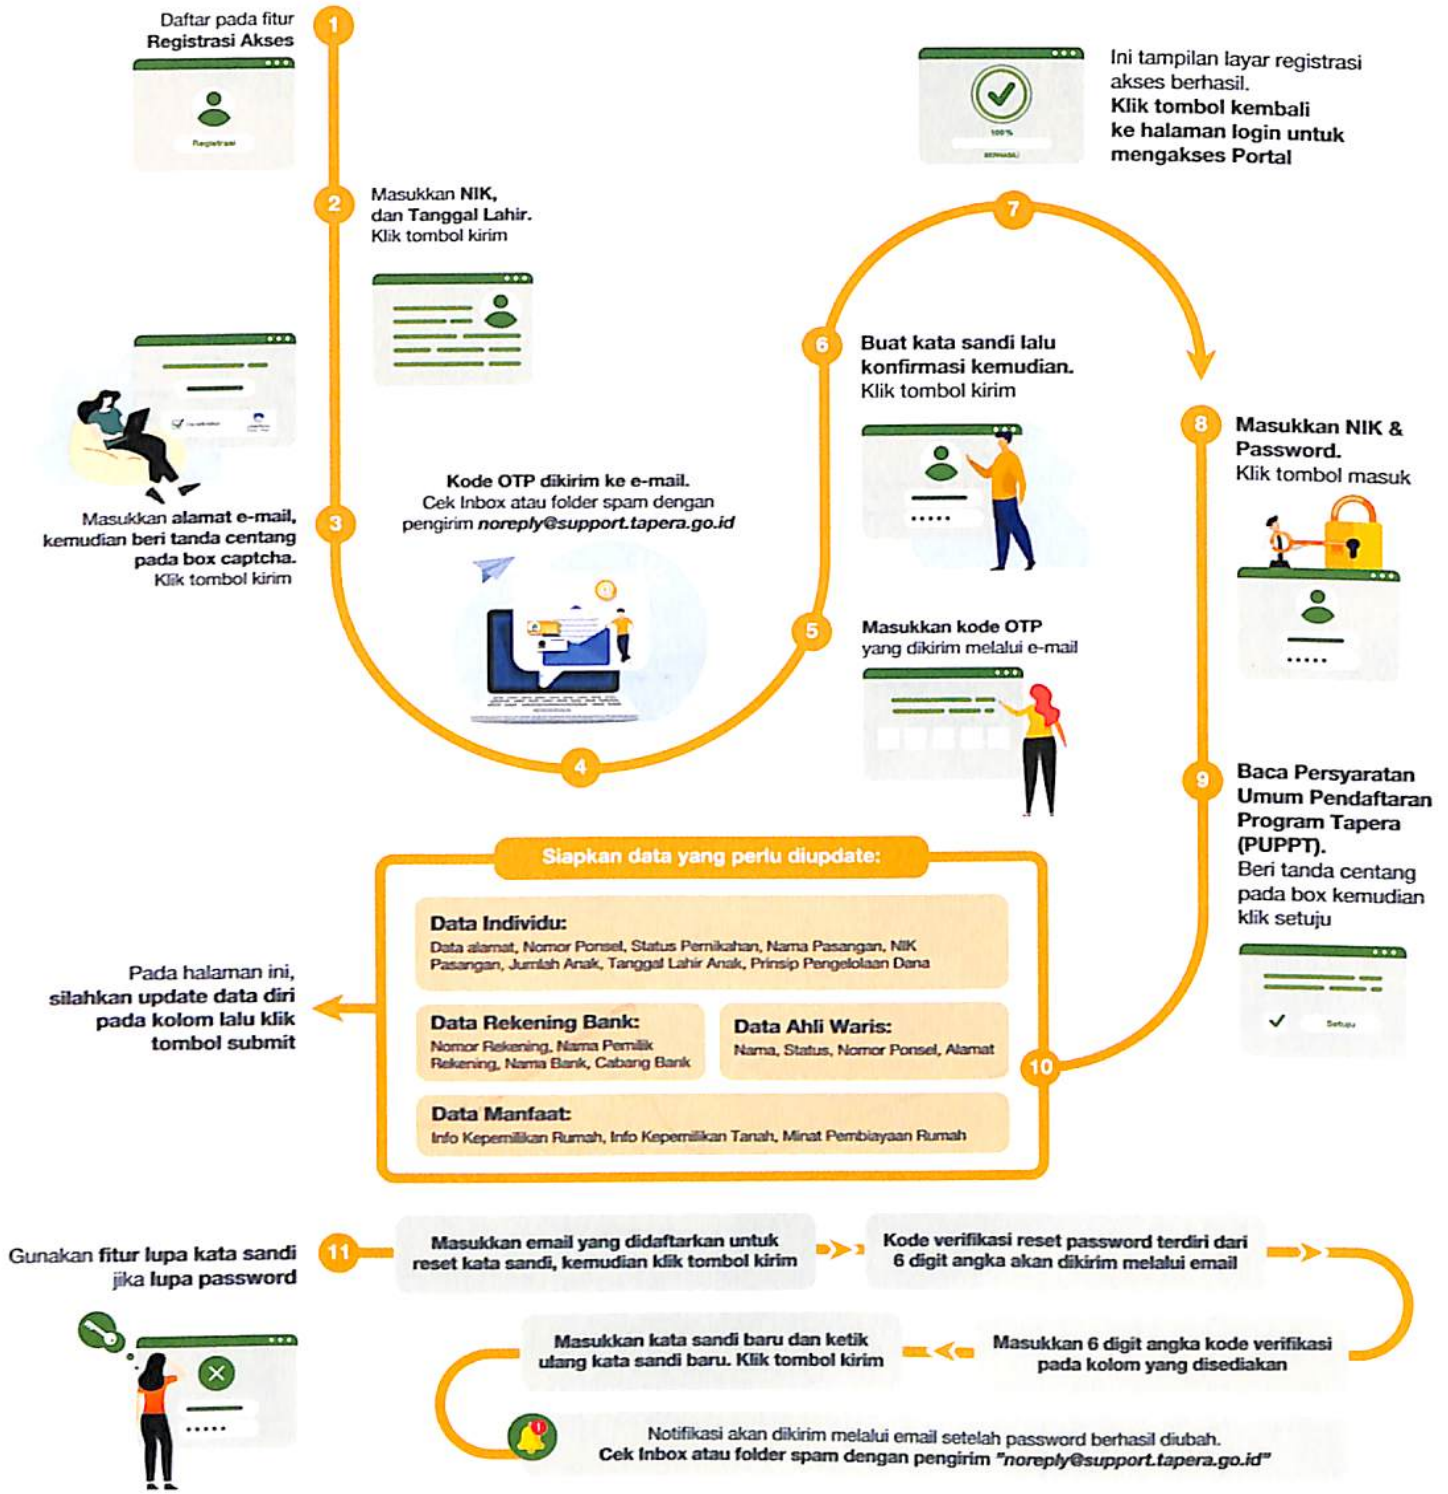 1
Daftar pada fitur
Registrasi Akses
Registrasi
2
Masukkan NIK,
dan Tanggal Lahir.
Klik tombol kirim
3
Masukkan alamat e-mail,
kemudian beri tanda centang
pada box captcha.
Klik tombol kirim
4
Kode OTP dikirim ke e-mail.
Cek Inbox atau folder spam dengan
pengirim noreply@support.tapera.go.id
5
Masukkan kode OTP
yang dikirim melalui e-mail
6
Buat kata sandi lalu
konfirmasi kemudian.
Klik tombol kirim
7
100%
BERHASIL!
Ini tampilan layar registrasi
akses berhasil.
Klik tombol kembali
ke halaman login untuk
mengakses Portal
8
Masukkan NIK &
Password.
Klik tombol masuk
9
Baca Persyaratan
Umum Pendaftaran
Program Tapera
(PUPPT).
Beri tanda centang
pada box kemudian
klik setuju
Setuju
10
Siapkan data yang perlu diupdate:
Data Individu:
Data alamat, Nomor Ponsel, Status Pernikahan, Nama Pasangan, NIK
Pasangan, Jumlah Anak, Tanggal Lahir Anak, Prinsip Pengelolaan Dana
Data Rekening Bank:
Nomor Rekening, Nama Pemilik
Rekening, Nama Bank, Cabang Bank
Data Ahli Waris:
Nama, Status, Nomor Ponsel, Alamat
Data Manfaat:
Info Kepemilikan Rumah, Info Kepemilikan Tanah, Minat Pembiayaan Rumah
Pada halaman ini,
silahkan update data diri
pada kolom lalu klik
tombol submit
11
Gunakan fitur lupa kata sandi
jika lupa password
Masukkan email yang didaftarkan untuk
reset kata sandi, kemudian klik tombol kirim
Kode verifikasi reset password terdiri dari
6 digit angka akan dikirim melalui email
Masukkan 6 digit angka kode verifikasi
pada kolom yang disediakan
Masukkan kata sandi baru dan ketik
ulang kata sandi baru. Klik tombol kirim
Notifikasi akan dikirim melalui email setelah password berhasil diubah.
Cek Inbox atau folder spam dengan pengirim "noreply@support.tapera.go.id"